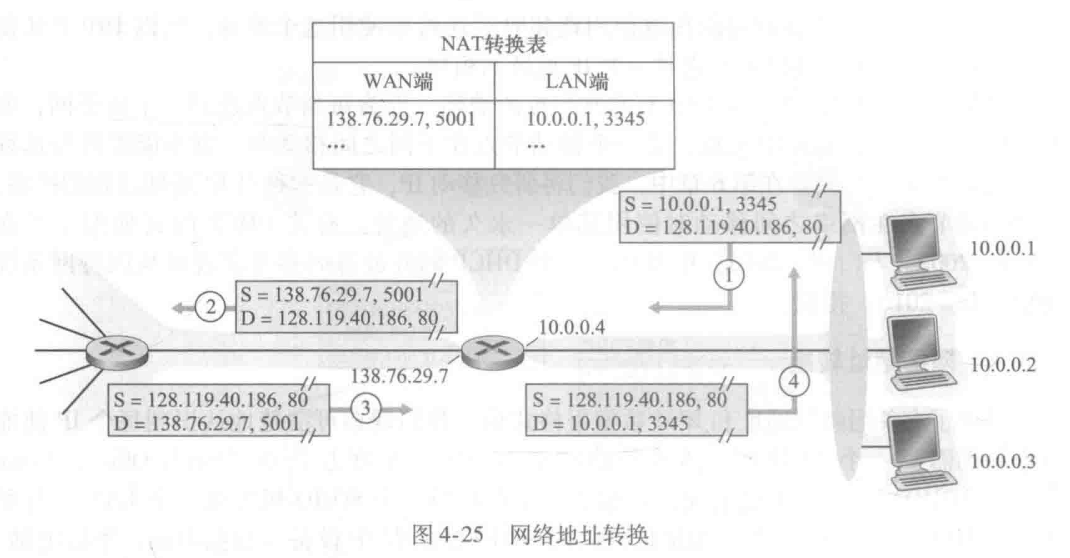 NAT转换表
WAN端 LAN端
138.76.29.7, 5001 10.0.0.1, 3345
… …
S = 10.0.0.1, 3345
D = 128.119.40.186, 80
10.0.0.1
1
2
S = 138.76.29.7, 5001
D = 128.119.40.186, 80
10.0.0.4
10.0.0.2
138.76.29.7
4
S = 128.119.40.186, 80
D = 138.76.29.7, 5001
3
S = 128.119.40.186, 80
D = 10.0.0.1, 3345
10.0.0.3
图 4-25 网络地址转换